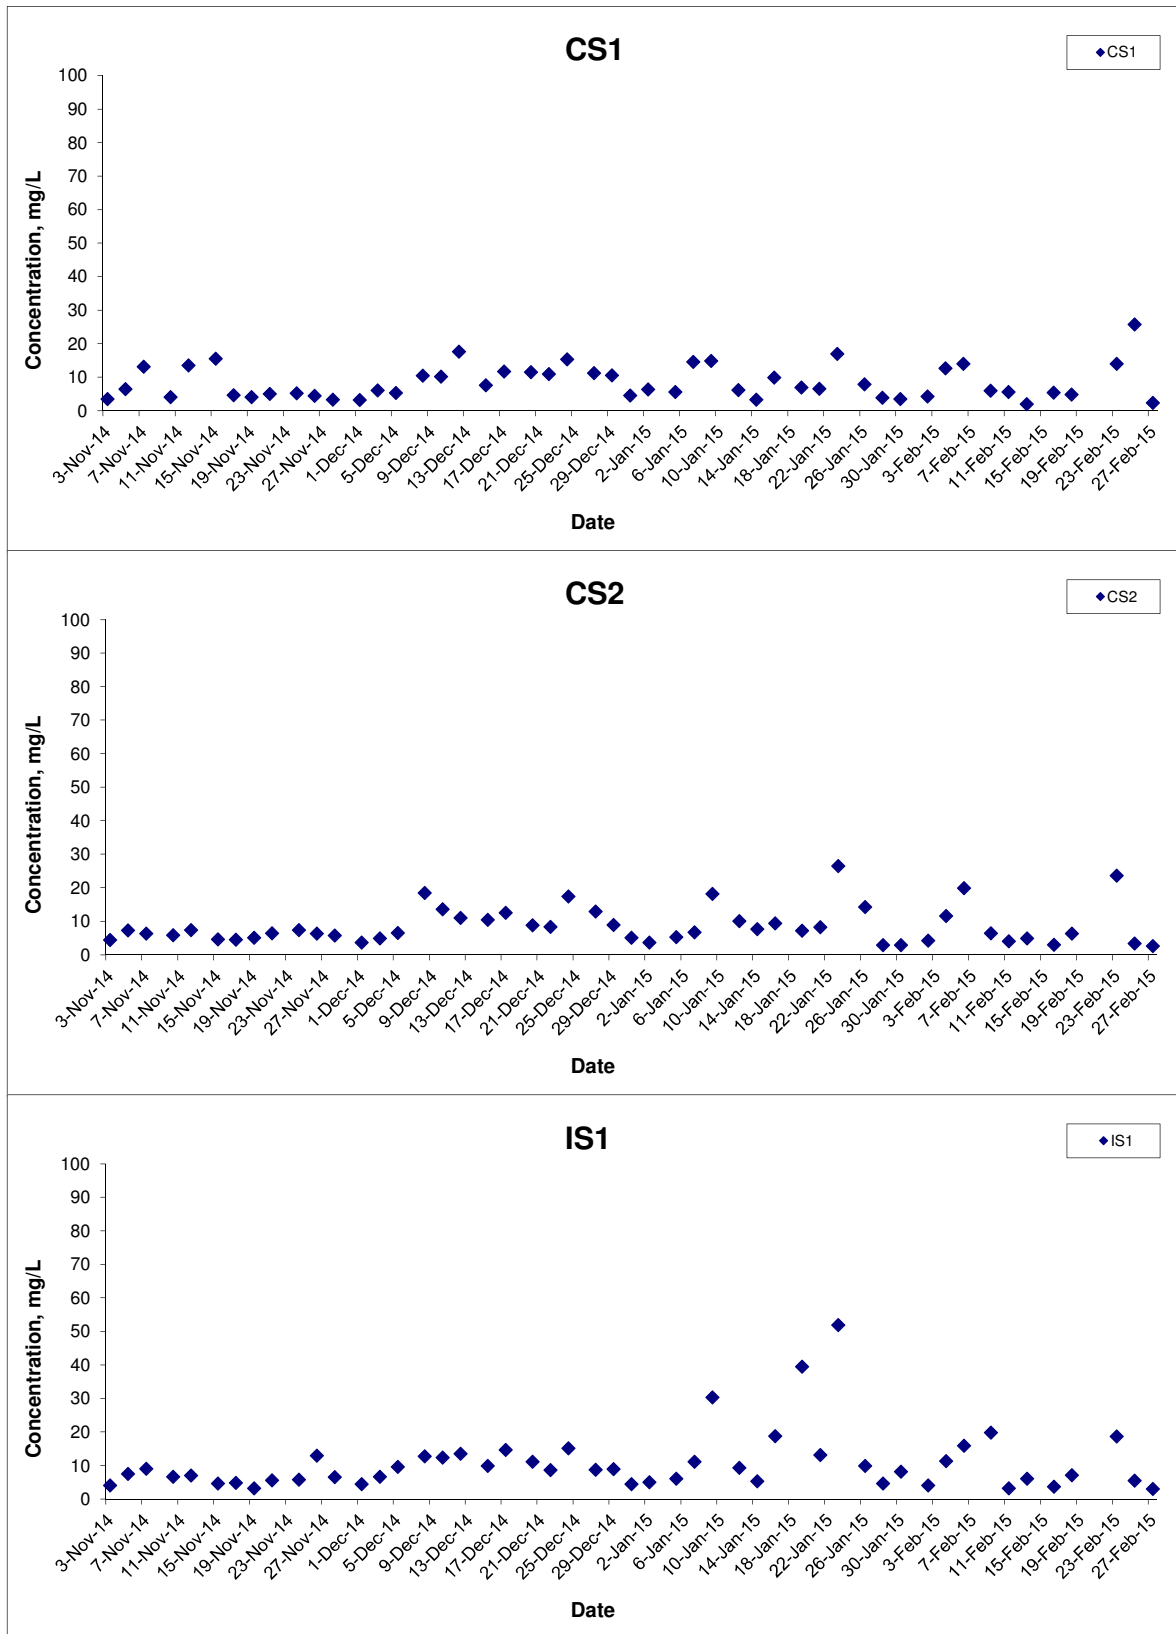 CS1
CS1
Concentration, mg/L
100
90
80
70
60
50
40
30
20
10
0
3-Nov-14
7-Nov-14
11-Nov-14
15-Nov-14
19-Nov-14
23-Nov-14
27-Nov-14
1-Dec-14
5-Dec-14
9-Dec-14
13-Dec-14
17-Dec-14
21-Dec-14
25-Dec-14
29-Dec-14
2-Jan-15
6-Jan-15
10-Jan-15
14-Jan-15
18-Jan-15
22-Jan-15
26-Jan-15
30-Jan-15
3-Feb-15
7-Feb-15
11-Feb-15
15-Feb-15
19-Feb-15
23-Feb-15
27-Feb-15
Date
CS2
CS2
Concentration, mg/L
100
90
80
70
60
50
40
30
20
10
0
3-Nov-14
7-Nov-14
11-Nov-14
15-Nov-14
19-Nov-14
23-Nov-14
27-Nov-14
1-Dec-14
5-Dec-14
9-Dec-14
13-Dec-14
17-Dec-14
21-Dec-14
25-Dec-14
29-Dec-14
2-Jan-15
6-Jan-15
10-Jan-15
14-Jan-15
18-Jan-15
22-Jan-15
26-Jan-15
30-Jan-15
3-Feb-15
7-Feb-15
11-Feb-15
15-Feb-15
19-Feb-15
23-Feb-15
27-Feb-15
Date
IS1
IS1
Concentration, mg/L
100
90
80
70
60
50
40
30
20
10
0
3-Nov-14
7-Nov-14
11-Nov-14
15-Nov-14
19-Nov-14
23-Nov-14
27-Nov-14
1-Dec-14
5-Dec-14
9-Dec-14
13-Dec-14
17-Dec-14
21-Dec-14
25-Dec-14
29-Dec-14
2-Jan-15
6-Jan-15
10-Jan-15
14-Jan-15
18-Jan-15
22-Jan-15
26-Jan-15
30-Jan-15
3-Feb-15
7-Feb-15
11-Feb-15
15-Feb-15
19-Feb-15
23-Feb-15
27-Feb-15
Date